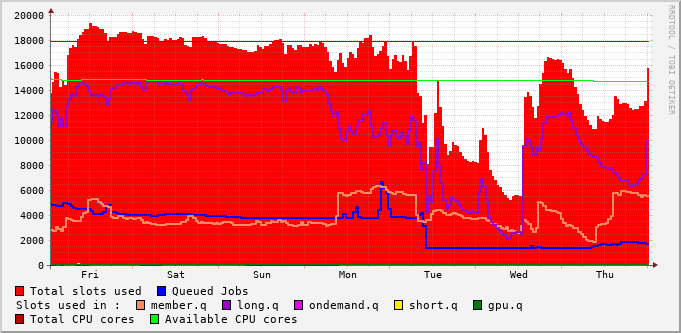 RRDTOOL / TOBI OETIKER
20000
18000
16000
14000
12000
10000
8000
6000
4000
2000
0
Fri Sat Sun Mon Tue Wed Thu
Total slots used Queued Jobs
Slots used in : member.q long.q ondemand.q short.q gpu.q
Total CPU cores Available CPU cores